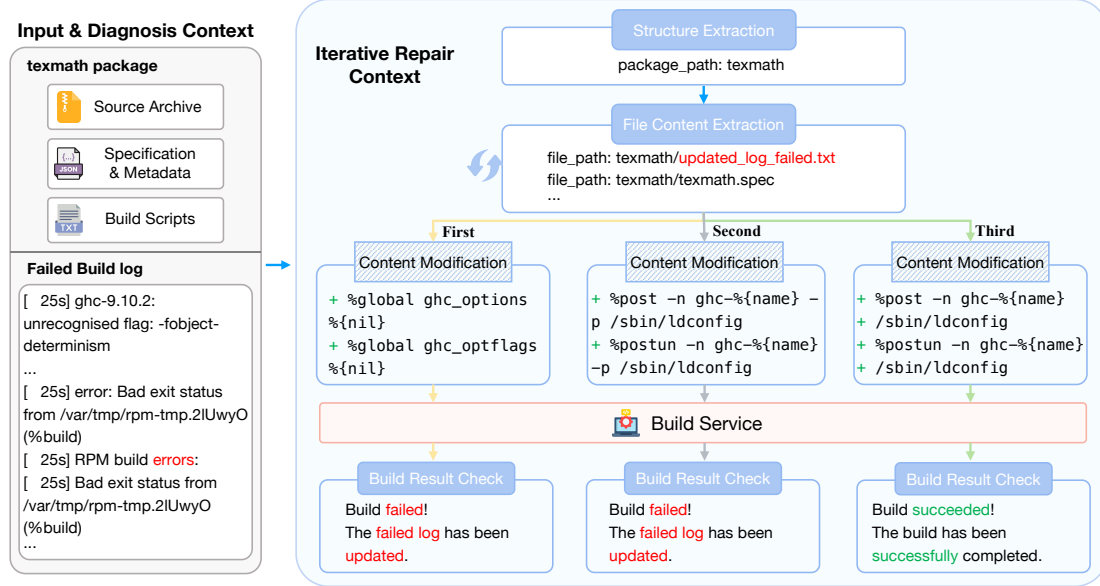 Input & Diagnosis Context
texmath package
Source Archive
JSON
Specification
& Metadata
TXT
Build Scripts
Failed Build log
[ 25s] ghc-9.10.2:
unrecognised flag: -fobject-
determinism
...
[ 25s] error: Bad exit status
from /var/tmp/rpm-tmp.2lUwyO
(%build)
[ 25s] RPM build errors:
[ 25s] Bad exit status from
/var/tmp/rpm-tmp.2lUwyO
(%build)
...
Iterative Repair
Context
Structure Extraction
package_path: texmath
File Content Extraction
file_path: texmath/updated_log_failed.txt
file_path: texmath/texmath.spec
...
First
Content Modification
+ %global ghc_options
%{nil}
+ %global ghc_optflags
%{nil}
Second
Content Modification
+ %post -n ghc-%{name} -
p /sbin/ldconfig
+ %postun -n ghc-%{name}
-p /sbin/ldconfig
Third
Content Modification
+ %post -n ghc-%{name}
+ /sbin/ldconfig
+ %postun -n ghc-%{name}
+ /sbin/ldconfig
Build Service
Build Result Check
Build failed!
The failed log has been
updated.
Build Result Check
Build failed!
The failed log has been
updated.
Build Result Check
Build succeeded!
The build has been
successfully completed.